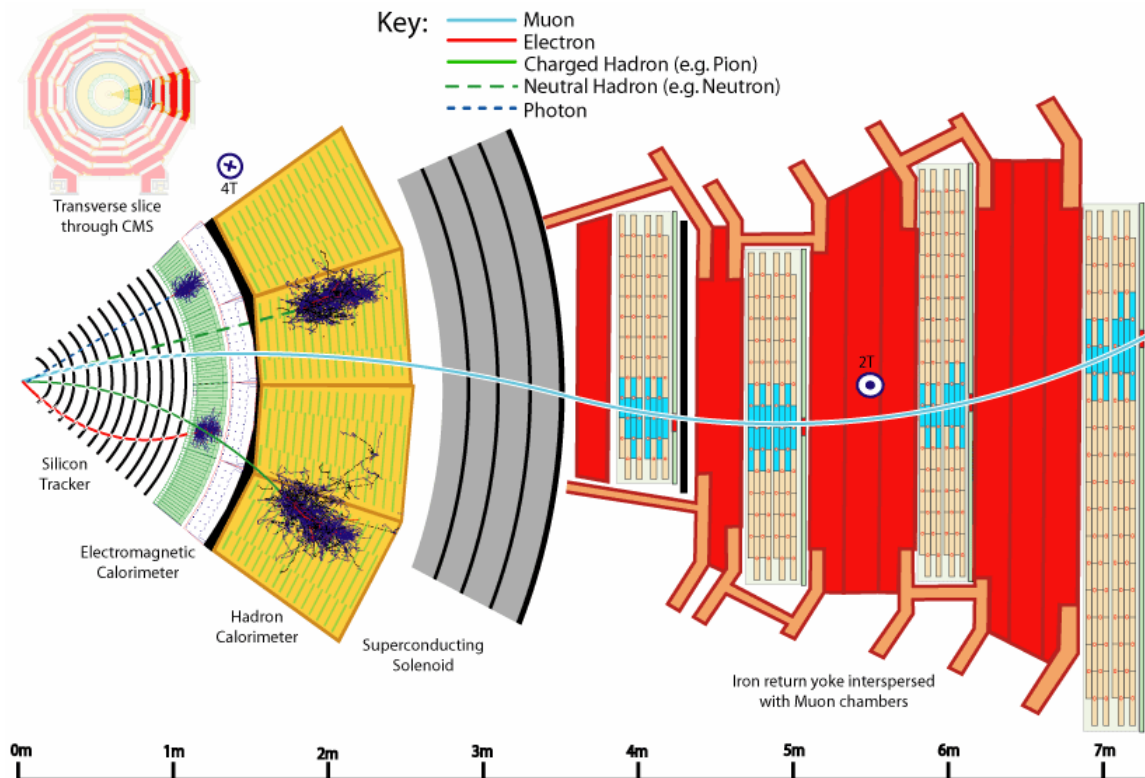 Key:
Muon
Electron
Charged Hadron (e.g. Pion)
Neutral Hadron (e.g. Neutron)
Photon
4T
Transverse slice
through CMS
2T
Silicon
Tracker
Electromagnetic
Calorimeter
Hadron
Calorimeter
Superconducting
Solenoid
Iron return yoke interspersed
with Muon chambers
0m 1m 2m 3m 4m 5m 6m 7m